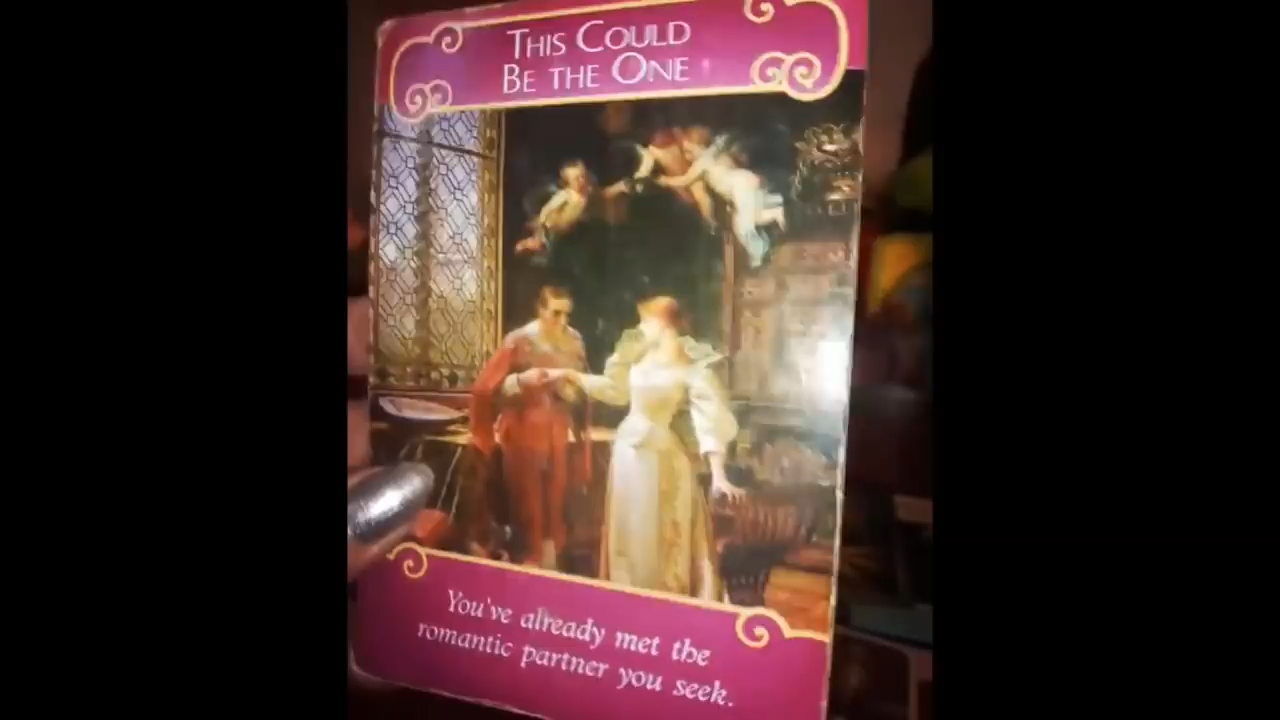 THIS COULD
BE THE ONE
You've already met the
romantic partner you seek.